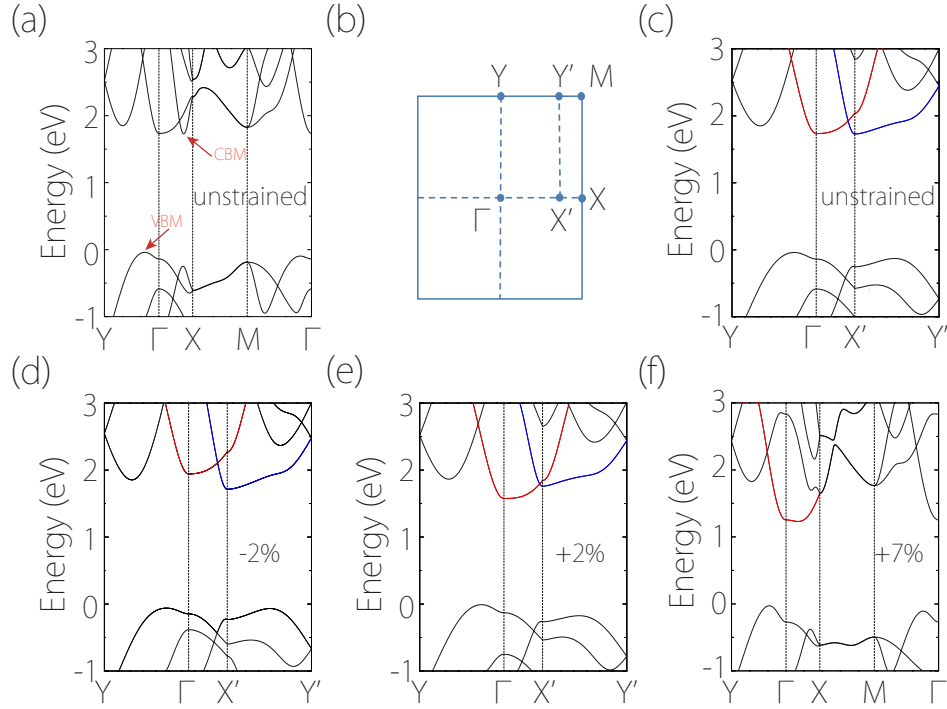 (a)
3
2
1
0
-1
Energy (eV)
CBM
unstrained
VBM
Y Γ X M Γ
(b)
Y Y′ M
Γ X′ X
(c)
3
2
1
0
-1
Energy (eV)
unstrained
Y Γ X′ Y′
(d)
3
2
1
0
-1
Energy (eV)
-2%
Y Γ X′ Y′
(e)
3
2
1
0
-1
Energy (eV)
+2%
Y Γ X′ Y′
(f)
3
2
1
0
-1
Energy (eV)
+7%
Y Γ X M Γ